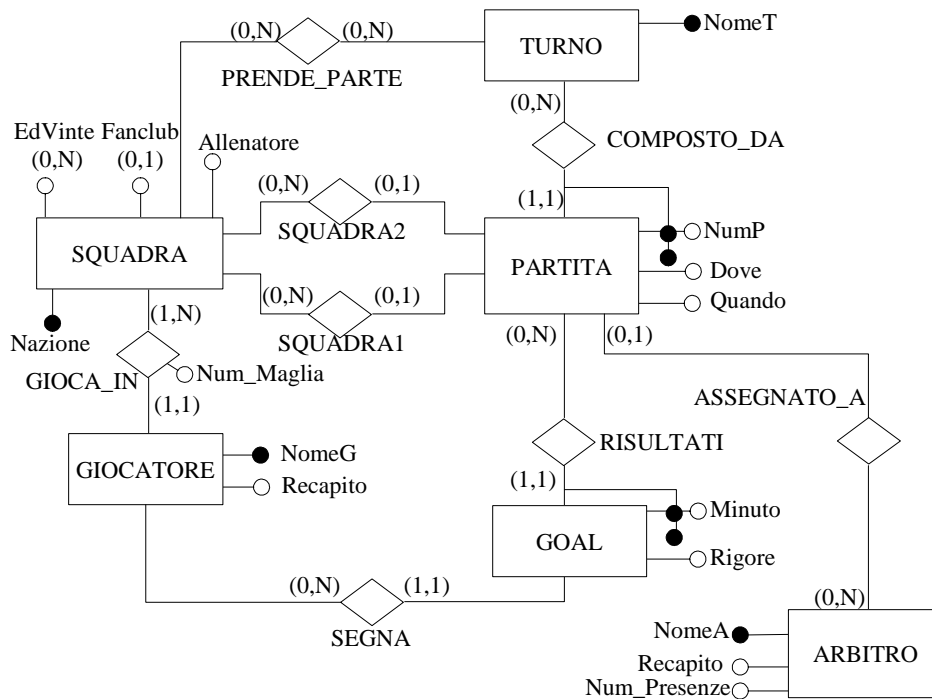 (0,N) (0,N) TURNO NomeT
PRENDE_PARTE
(0,N)
EdVinte Fanclub Allenatore
(0,N) (0,1)
COMPOSTO_DA
(0,N) (0,1) (1,1)
SQUADRA SQUADRA2 PARTITA NumP
Dove
(0,N) (0,1) Quando
Nazione (1,N) SQUADRA1 (0,N) (0,1)
GIOCA_IN Num_Maglia
(1,1) ASSEGNATO_A
GIOCATORE NomeG RISULTATI
Recapito (1,1)
GOAL Minuto
Rigore
(0,N) (1,1) (0,N)
SEGNA NomeA
ARBITRO
Recapito
Num_Presenze